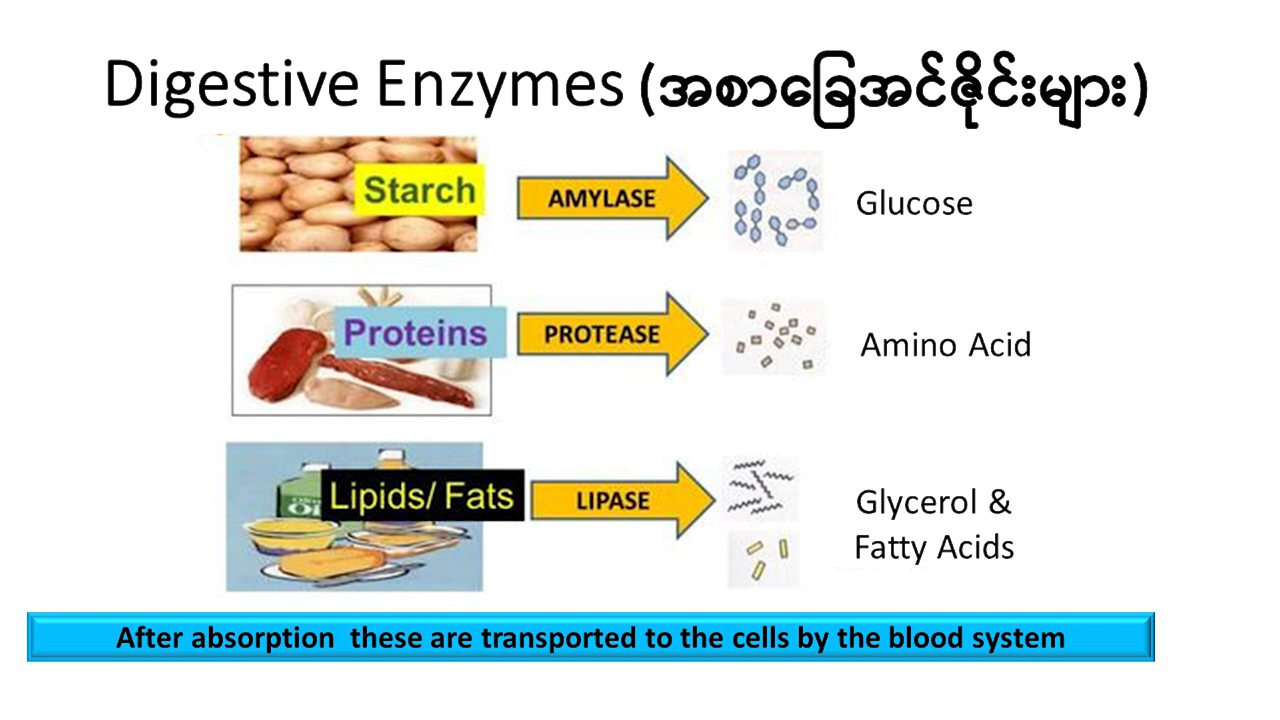 Digestive Enzymes (အစာခြေအင်ဇိုင်းများ)
Starch
AMYLASE
Glucose
Proteins
PROTEASE
Amino Acid
Lipids/ Fats
LIPASE
Glycerol &
Fatty Acids
After absorption these are transported to the cells by the blood system